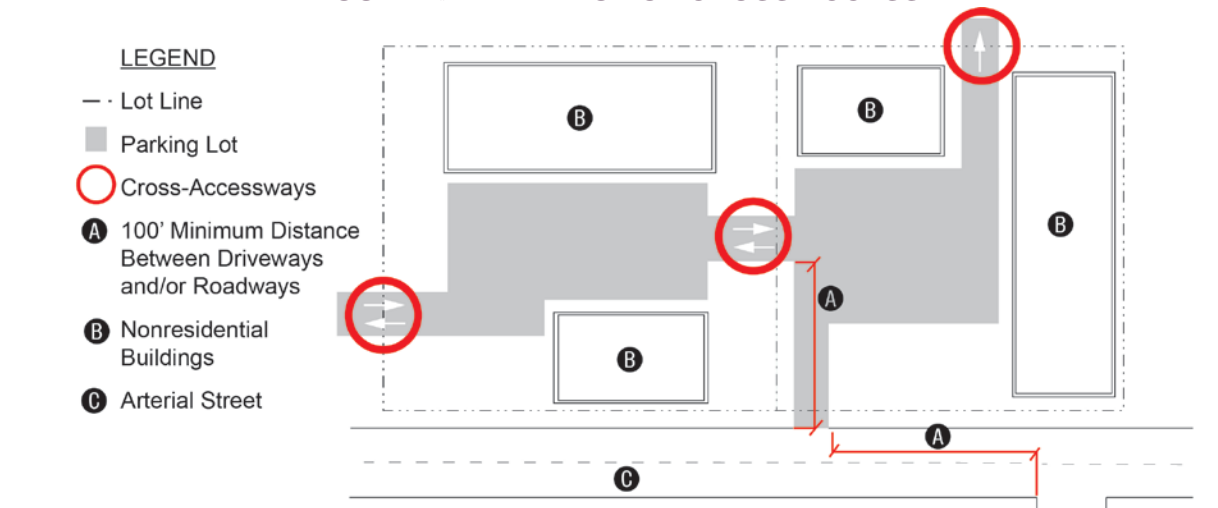 LEGEND
Lot Line
Parking Lot
Cross-Accessways
A 100' Minimum Distance
Between Driveways
and/or Roadways
B Nonresidential
Buildings
C Arterial Street
B
B
B
A
B
A
C